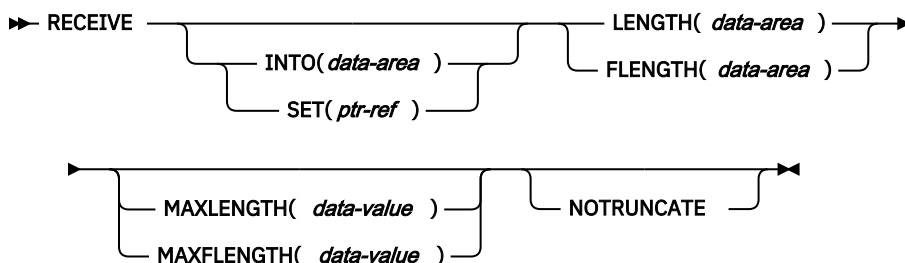 RECEIVE LENGTH( data-area )
INTO( data-area ) FLENGTH( data-area )
SET( ptr-ref )
MAXLENGTH( data-value ) NOTRUNCATE
MAXFLENGTH( data-value )